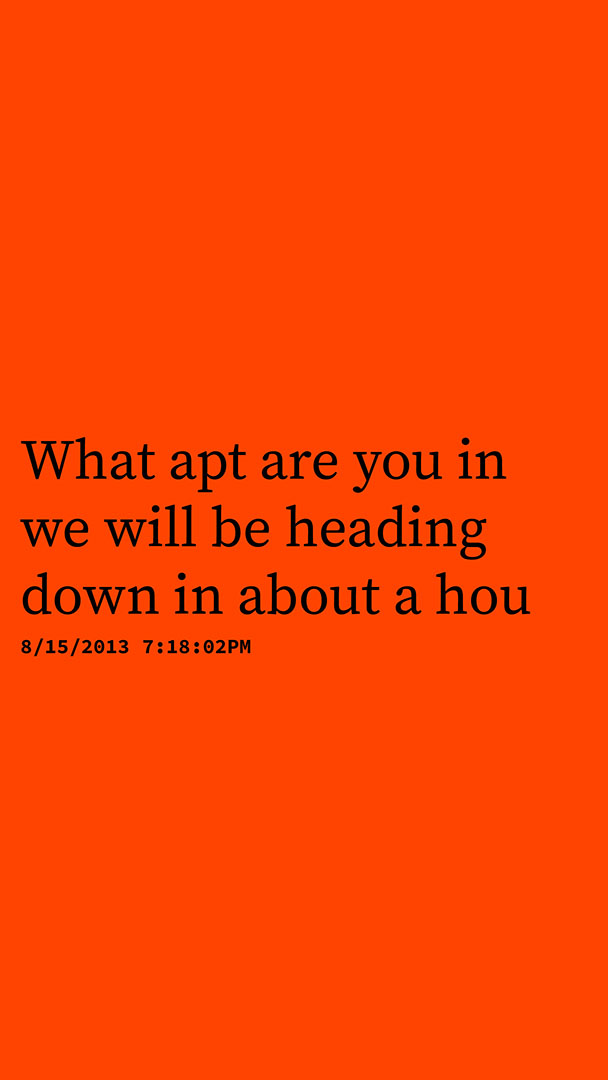 What apt are you in
we will be heading
down in about a hou
8/15/2013 7:18:02PM